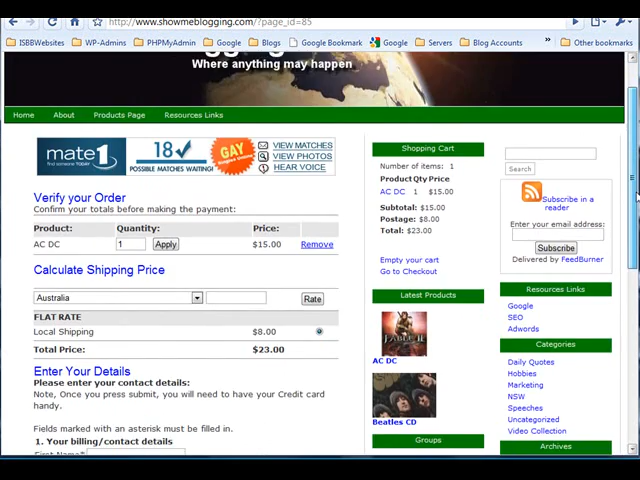 http://www.showmeblogging.com/?page_id=85
ISBBWebsites WP-Admins PHPMyAdmin Google Blogs Google Bookmark Google Servers Blog Accounts » Other bookmarks
Where anything may happen
Home About Products Page Resources Links
mate1
find someone TODAY
18
POSSIBLE MATCHES WAITING!
GAY
VIEW MATCHES
VIEW PHOTOS
HEAR VOICE
Verify your Order
Confirm your totals before making the payment:
Product: Quantity: Price:
AC DC 1 Apply $15.00 Remove
Calculate Shipping Price
Australia Rate
FLAT RATE
Local Shipping $8.00
Total Price: $23.00
Enter Your Details
Please enter your contact details:
Note, Once you press submit, you will need to have your Credit card
handy.
Fields marked with an asterisk must be filled in.
1. Your billing/contact details
First Name*
Shopping Cart
Number of items: 1
Product Qty Price
AC DC 1 $15.00
Subtotal: $15.00
Postage: $8.00
Total: $23.00
Empty your cart
Go to Checkout
Latest Products
FABLE II
AC DC
Beatles CD
Groups
Search
Subscribe in a
reader
Enter your email address:
Subscribe
Delivered by FeedBurner
Resources Links
Google
SEO
Adwords
Categories
Daily Quotes
Hobbies
Marketing
NSW
Speeches
Uncategorized
Video Collection
Archives